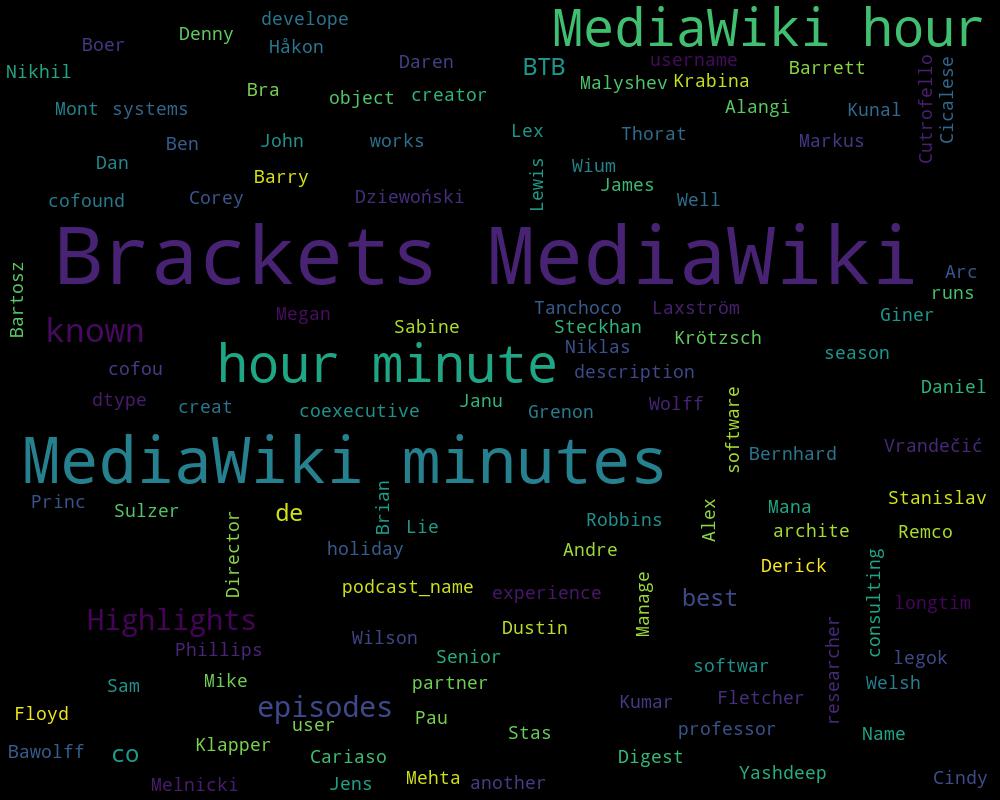 MediaWiki hour
develope
Denny
Boer
Håkon
Nikhil
Daren
BTB
username
Barrett
Malyshev
Krabina
Bra
object
creator
Mont
systems
Alangi
Kunal
Cutrofello
Cicalese
Ben
John
works
Lex
Thorat
Markus
Dan
Barry
Wium
James
Lewis
cofound
Corey
Dziewoński
Well
Brackets MediaWiki
Bartosz
Arc
runs
Megan
Tanchoco
Laxström
Giner
known
Sabine
Steckhan
Krötzsch
hour minute
Niklas
season
cofou
description
Daniel
dtype
creat
coexecutive
Janu
Grenon
Wolff
software
MediaWiki minutes
Bernhard
Vrandečić
Princ
Sulzer
de
Brian
Lie
Robbins
Alex
Mana
Stanislav
archite
Remco
Director
holiday
Andre
Derick
podcast_name
experience
Manage
best
consulting
longtim
Highlights
Dustin
Phillips
Wilson
Senior
softwar
researcher
legok
Sam
Mike
partner
Welsh
Floyd
episodes
user
Pau
Kumar
Fletcher
Bawolff
co
Klapper
Stas
professor
Name
Cariaso
Digest
Melnicki
Jens
Mehta
another
Yashdeep
Cindy